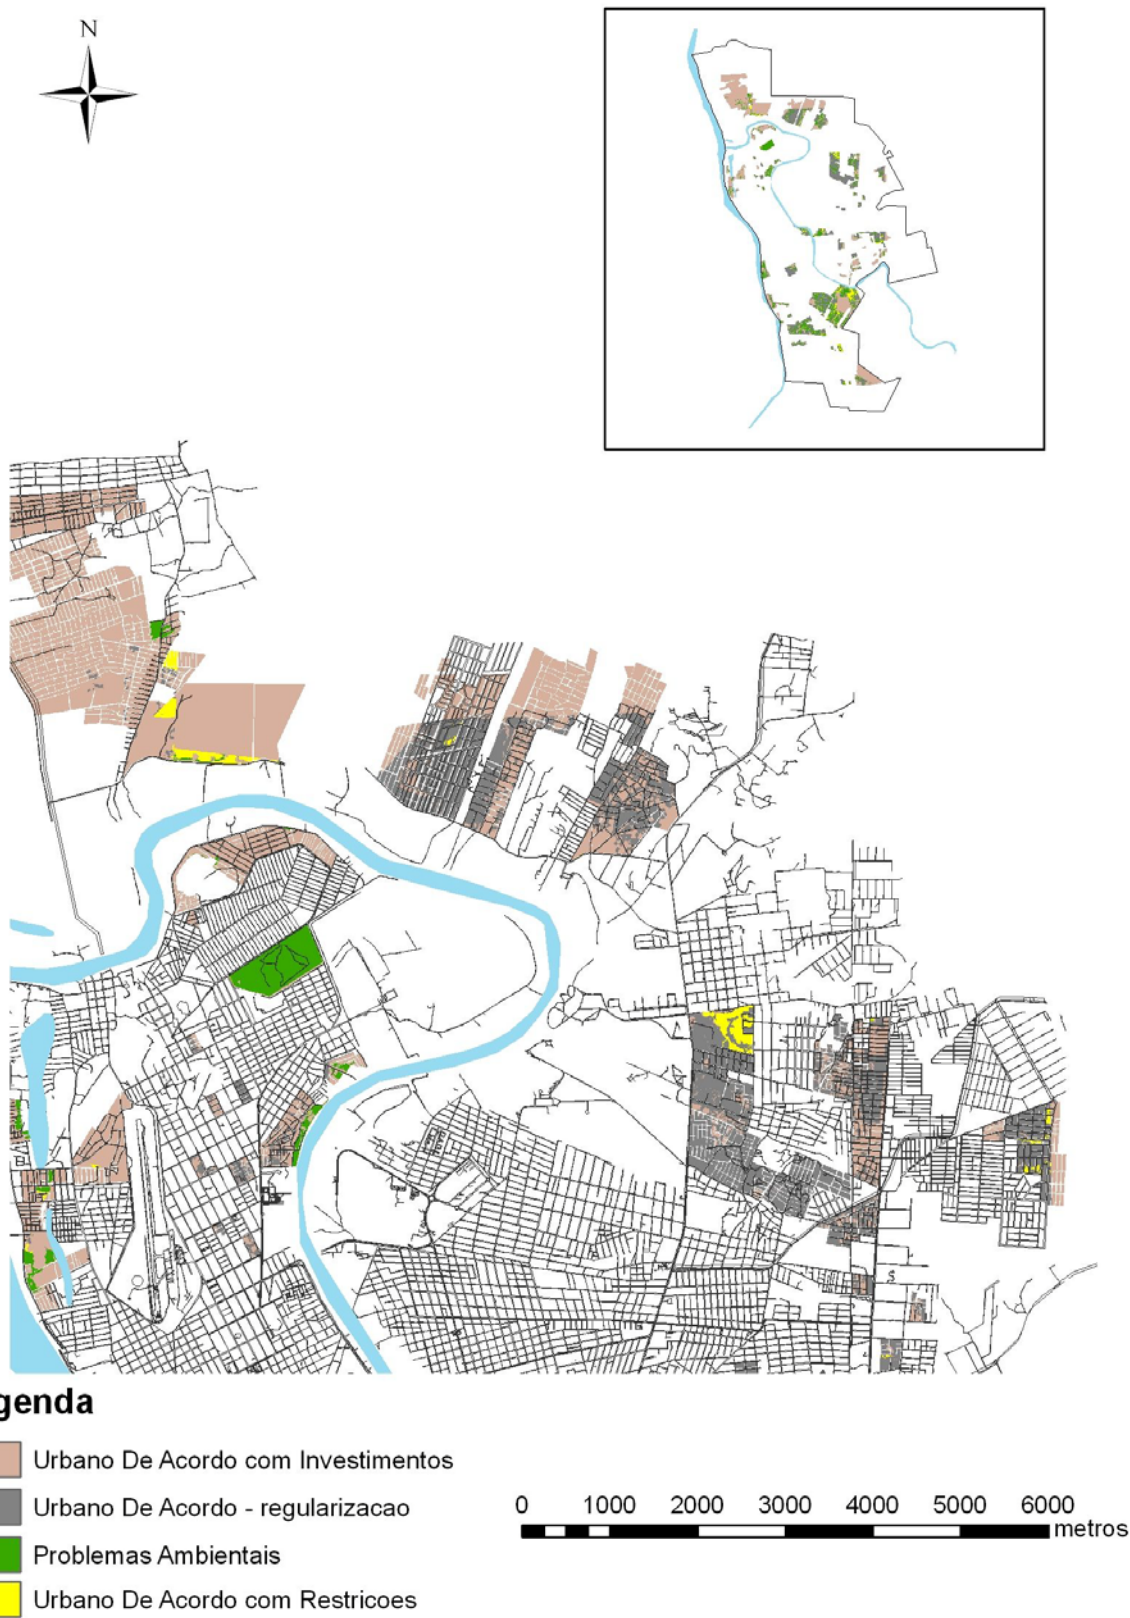 N
genda
Urbano De Acordo com Investimentos
Urbano De Acordo - regularizacao
Problemas Ambientais
Urbano De Acordo com Restricoes
0 1000 2000 3000 4000 5000 6000
metros